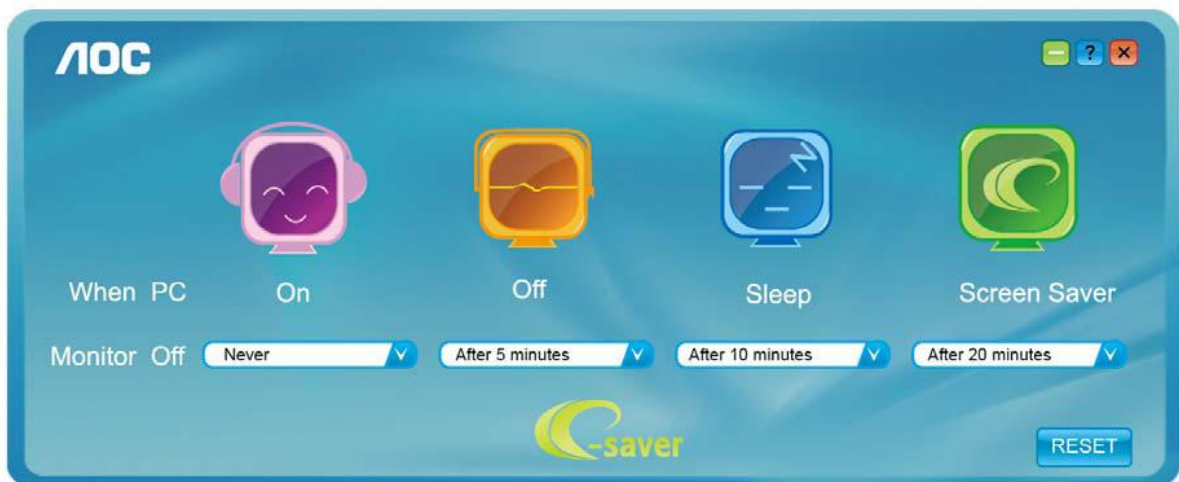 AOC
?
When PC On Off Sleep Screen Saver
Monitor Off Never After 5 minutes After 10 minutes After 20 minutes
e-saver
RESET